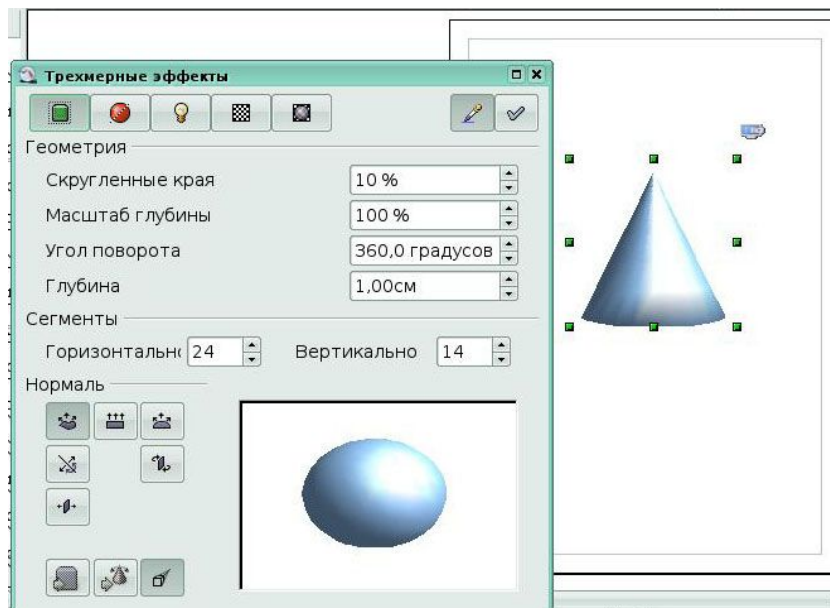 Трехмерные эффекты
Геометрия
Скругленные края 10 %
Масштаб глубины 100 %
Угол поворота 360,0 градусов
Глубина 1,00см
Сегменты
Горизонтальн 24 Вертикально 14
Нормаль